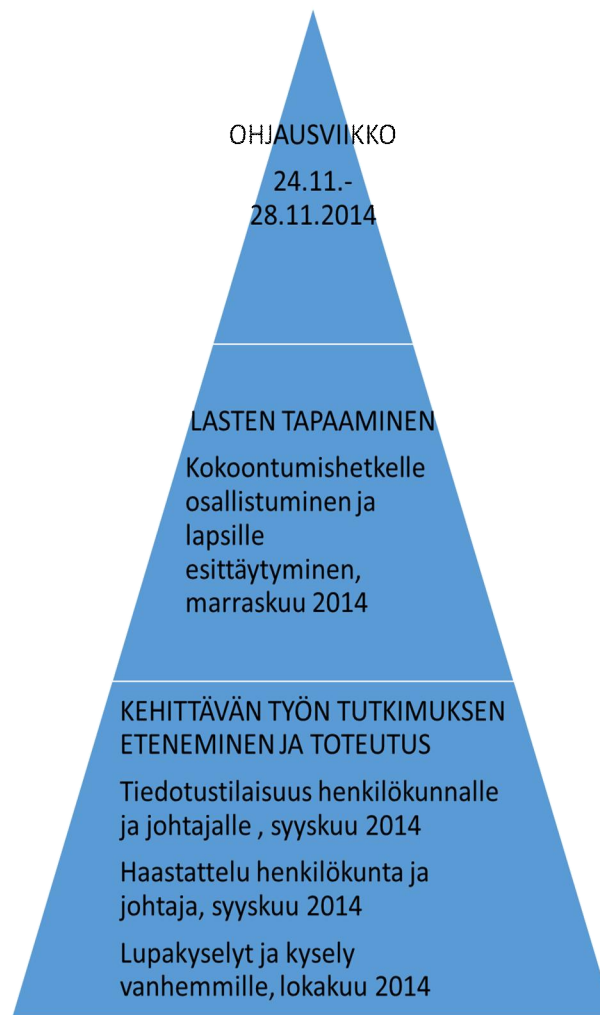 OHJAUSVIIKKO
24.11.-
28.11.2014
LASTEN TAPAAMINEN
Kokoontumishetkelle
osallistuminen ja
lapsille
esittäytyminen,
marraskuu 2014
KEHITTÄVÄN TYÖN TUTKIMUKSEN
ETENEMINEN JA TOTEUTUS
Tiedotustilaisuus henkilökunnalle
ja johtajalle , syyskuu 2014
Haastattelu henkilökunta ja
johtaja, syyskuu 2014
Lupakyselyt ja kysely
vanhemmille, lokakuu 2014